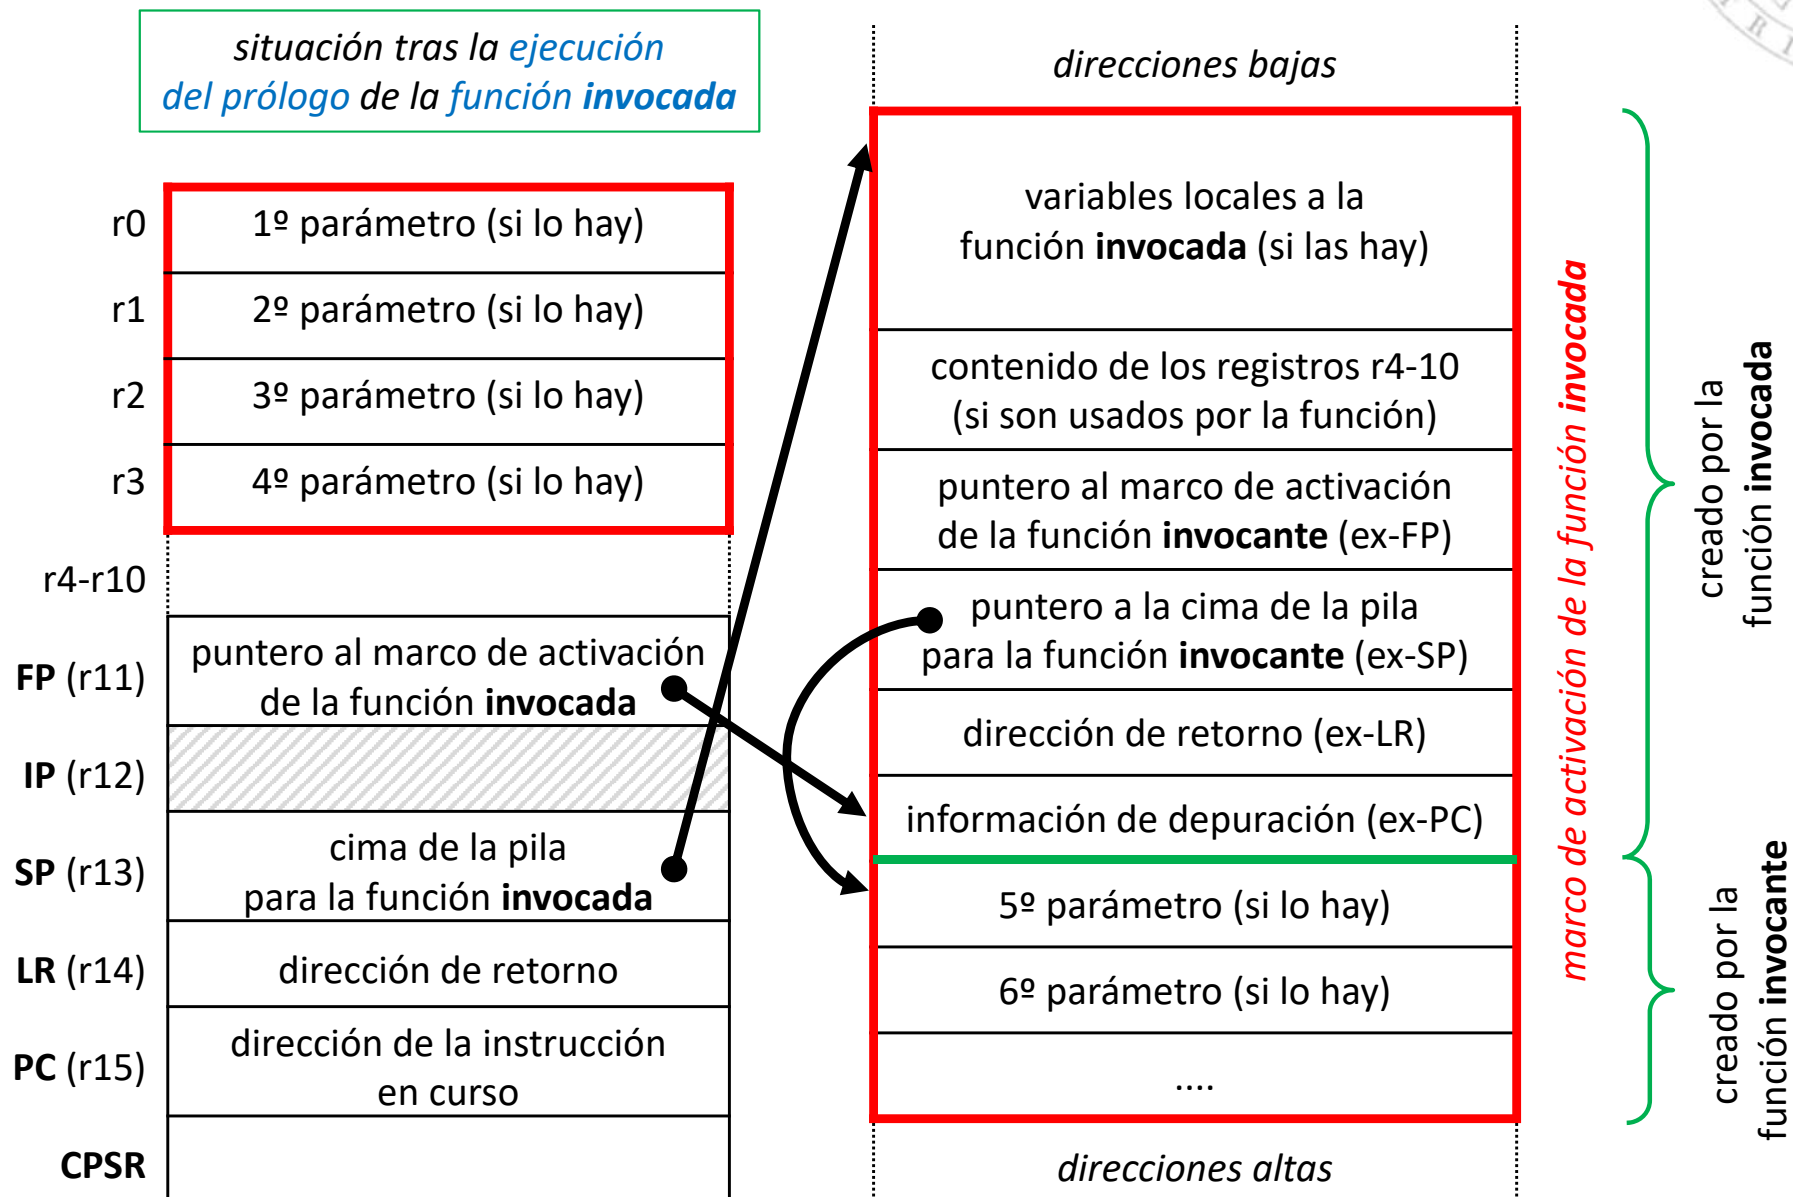 situación tras la ejecución
del prólogo de la función invocada
r0
1º parámetro (si lo hay)
r1
2º parámetro (si lo hay)
r2
3º parámetro (si lo hay)
r3
4º parámetro (si lo hay)
r4-r10
FP (r11)
puntero al marco de activación
de la función invocada
IP (r12)
SP (r13)
cima de la pila
para la función invocada
LR (r14)
dirección de retorno
PC (r15)
dirección de la instrucción
en curso
CPSR
direcciones bajas
variables locales a la
función invocada (si las hay)
contenido de los registros r4-10
(si son usados por la función)
puntero al marco de activación
de la función invocante (ex-FP)
puntero a la cima de la pila
para la función invocante (ex-SP)
dirección de retorno (ex-LR)
información de depuración (ex-PC)
5º parámetro (si lo hay)
6º parámetro (si lo hay)
....
direcciones altas
marco de activación de la función invocada
creado por la
función invocada
creado por la
función invocante